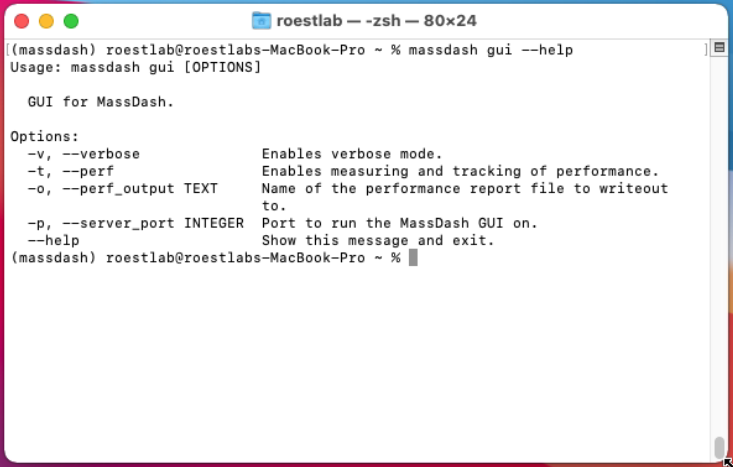 roestlab — -zsh — 80×24
[(massdash) roestlab@roestlabs-MacBook-Pro ~ % massdash gui --help ]
Usage: massdash gui [OPTIONS]
GUI for MassDash.
Options:
-v, --verbose Enables verbose mode.
-t, --perf Enables measuring and tracking of performance.
-o, --perf_output TEXT Name of the performance report file to writeout
to.
-p, --server_port INTEGER Port to run the MassDash GUI on.
--help Show this message and exit.
(massdash) roestlab@roestlabs-MacBook-Pro ~ %